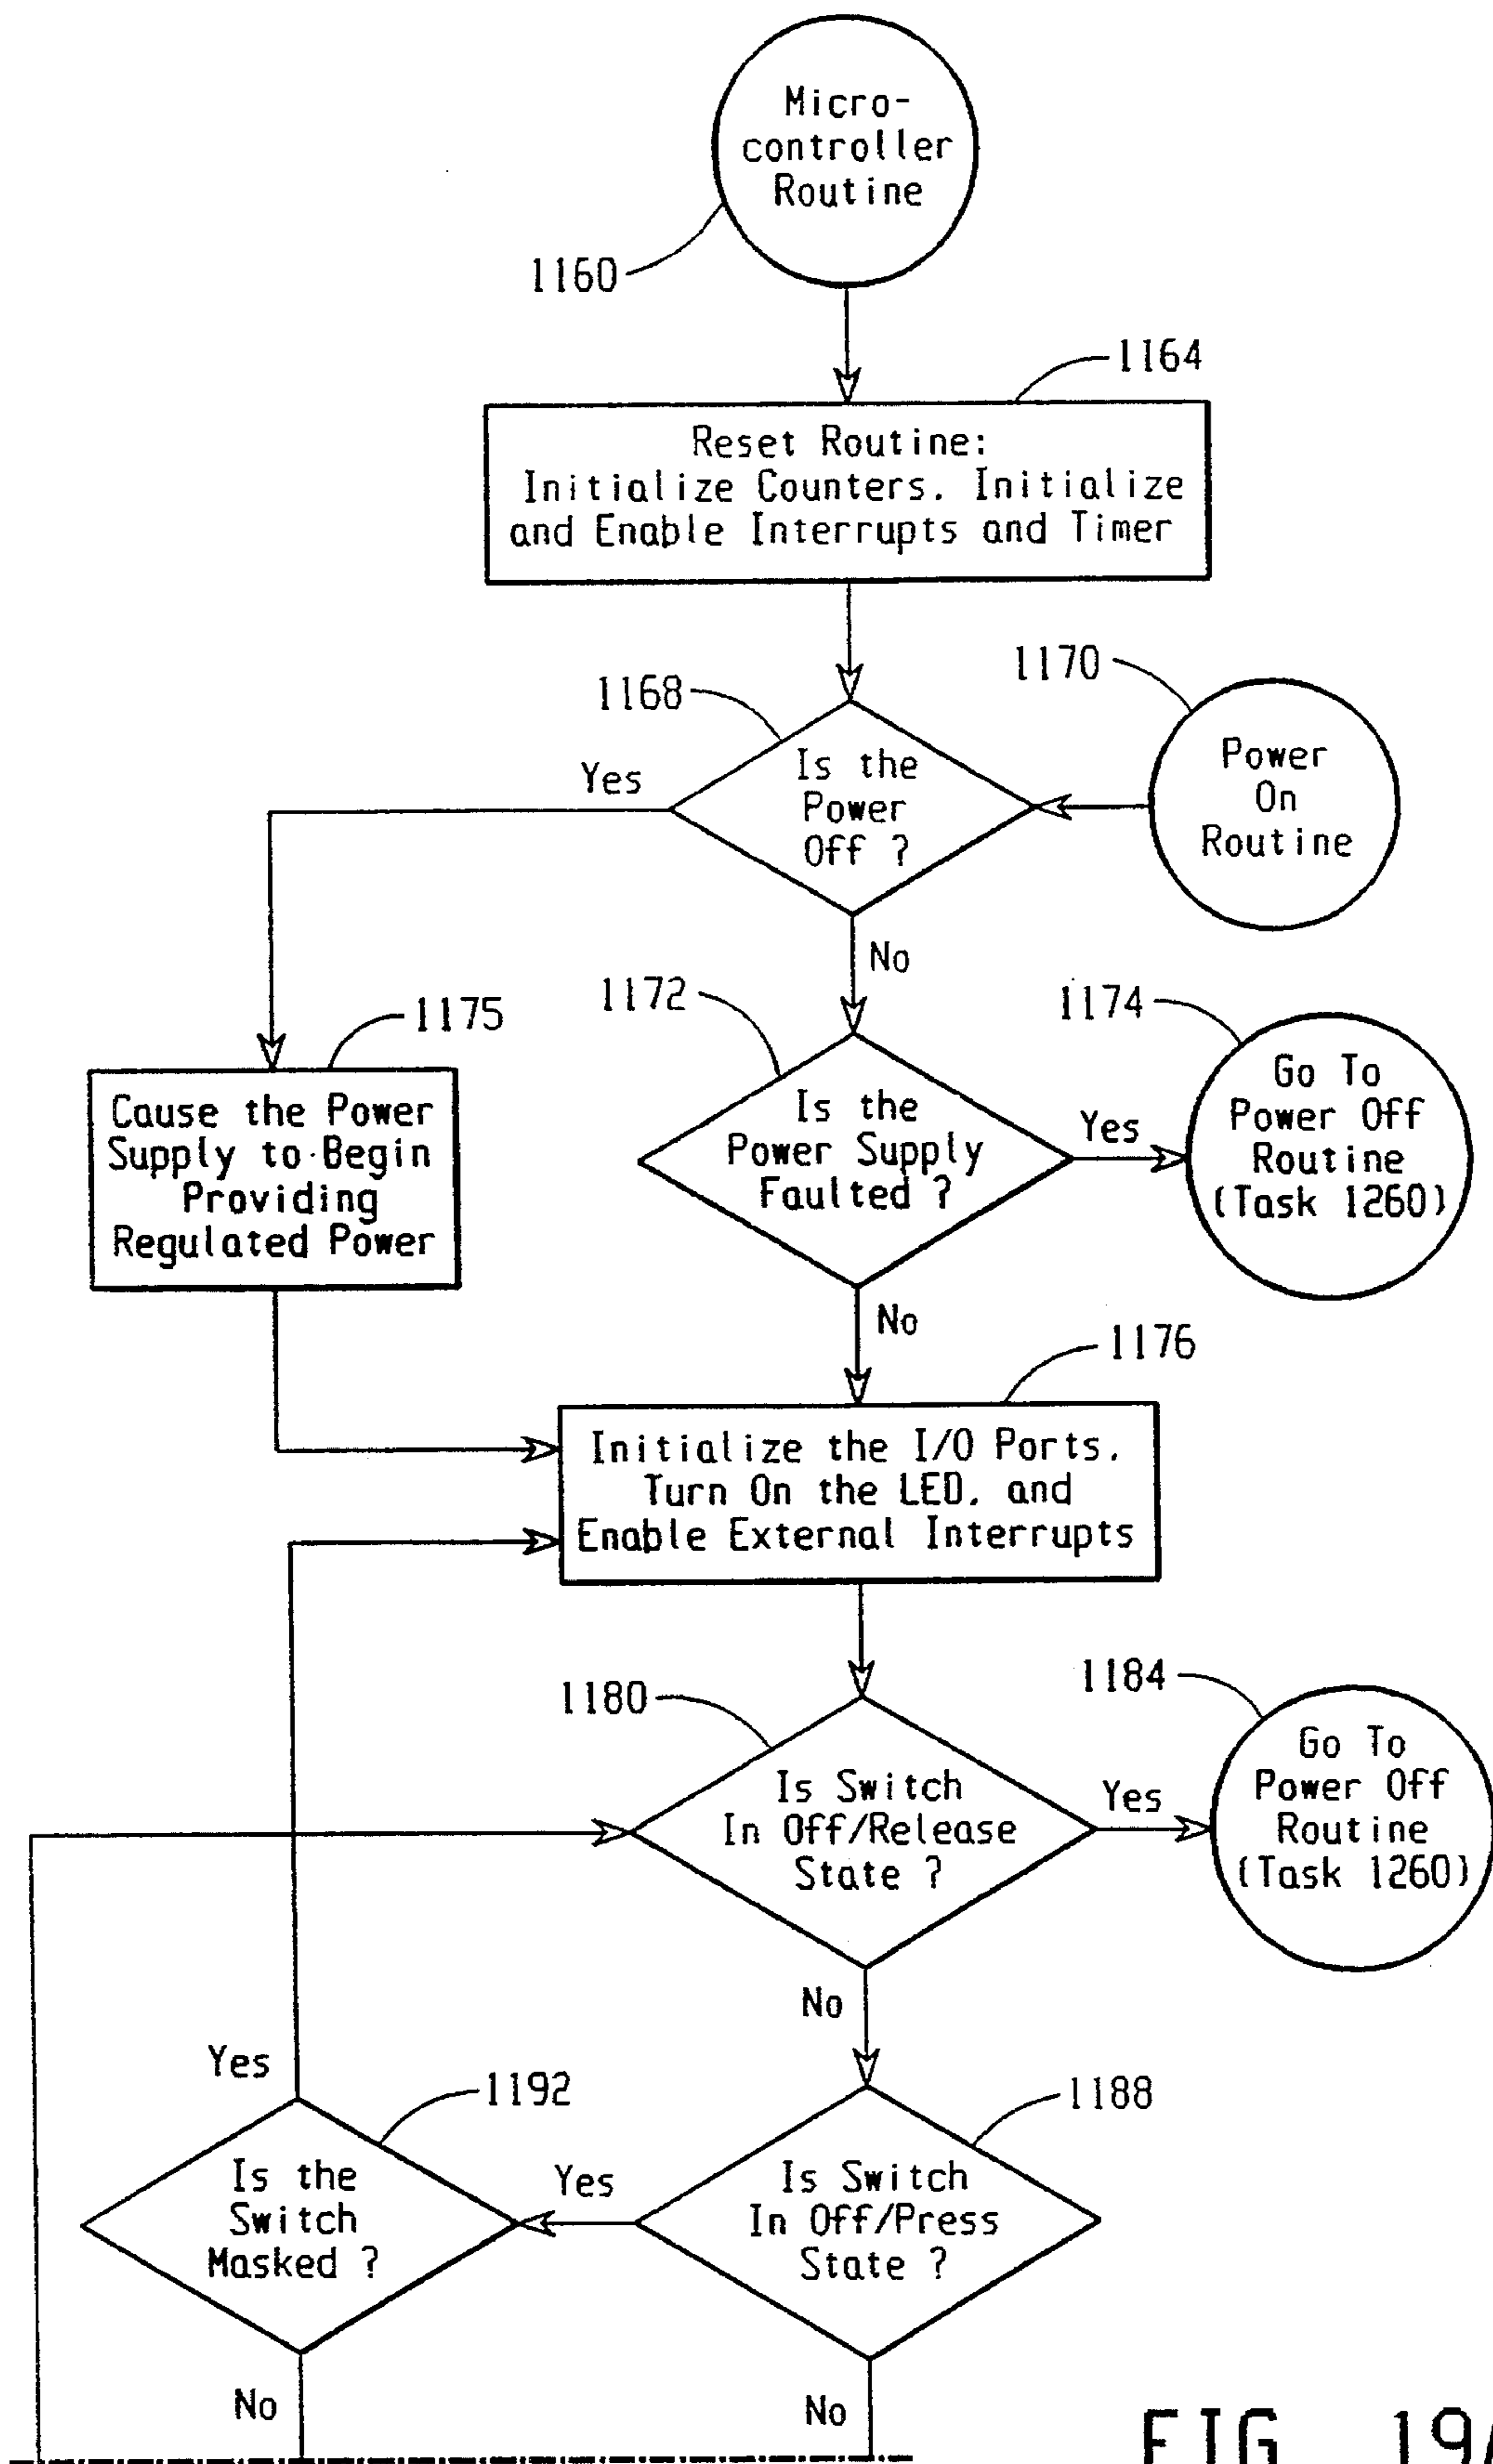 Micro-
controller
Routine
1160
1164
Reset Routine:
Initialize Counters. Initialize
and Enable Interrupts and Timer
1168
1170
Is the
Power
Off ?
Yes
Power
On
Routine
No
1172
1174
1175
Cause the Power
Supply to Begin
Providing
Regulated Power
Is the
Power Supply
Faulted ?
Yes
Go To
Power Off
Routine
(Task 1260)
No
1176
Initialize the I/O Ports.
Turn On the LED. and
Enable External Interrupts
1180
1184
Is Switch
In Off/Release
State ?
Yes
Go To
Power Off
Routine
(Task 1260)
No
Yes
1192
1188
Is the
Switch
Masked ?
Yes
Is Switch
In Off/Press
State ?
No
No
FIG. 19